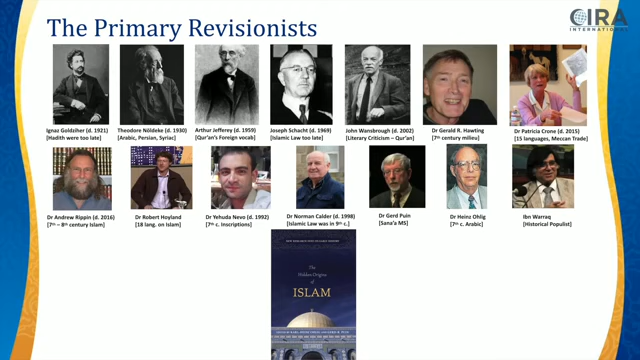 The Primary Revisionists
CIRA
INTERNATIONAL
Ignaz Goldziher (d. 1921)
[Hadith were too late]
Theodore Nöldeke (d. 1930)
[Arabic, Persian, Syriac]
Arthur Jefferey (d. 1959)
[Qur'an's Foreign vocab]
Joseph Schacht (d. 1969)
[Islamic Law too late]
John Wansbrough (d. 2002)
[Literary Criticism – Qur'an]
Dr Gerald R. Hawting
[7th century milieu]
Dr Patricia Crone (d. 2015)
[15 languages, Meccan Trade]
Dr Andrew Rippin (d. 2016)
[7th – 8th century Islam]
Dr Robert Hoyland
[18 lang. on Islam]
Dr Yehuda Nevo (d. 1992)
[7th c. Inscriptions]
Dr Norman Calder (d. 1998)
[Islamic Law was in 9th c.]
Dr Gerd Puin
[Sana'a MS]
Dr Heinz Ohlig
[7th c. Arabic]
Ibn Warraq
[Historical Populist]
The
Hidden Origins
of
ISLAM